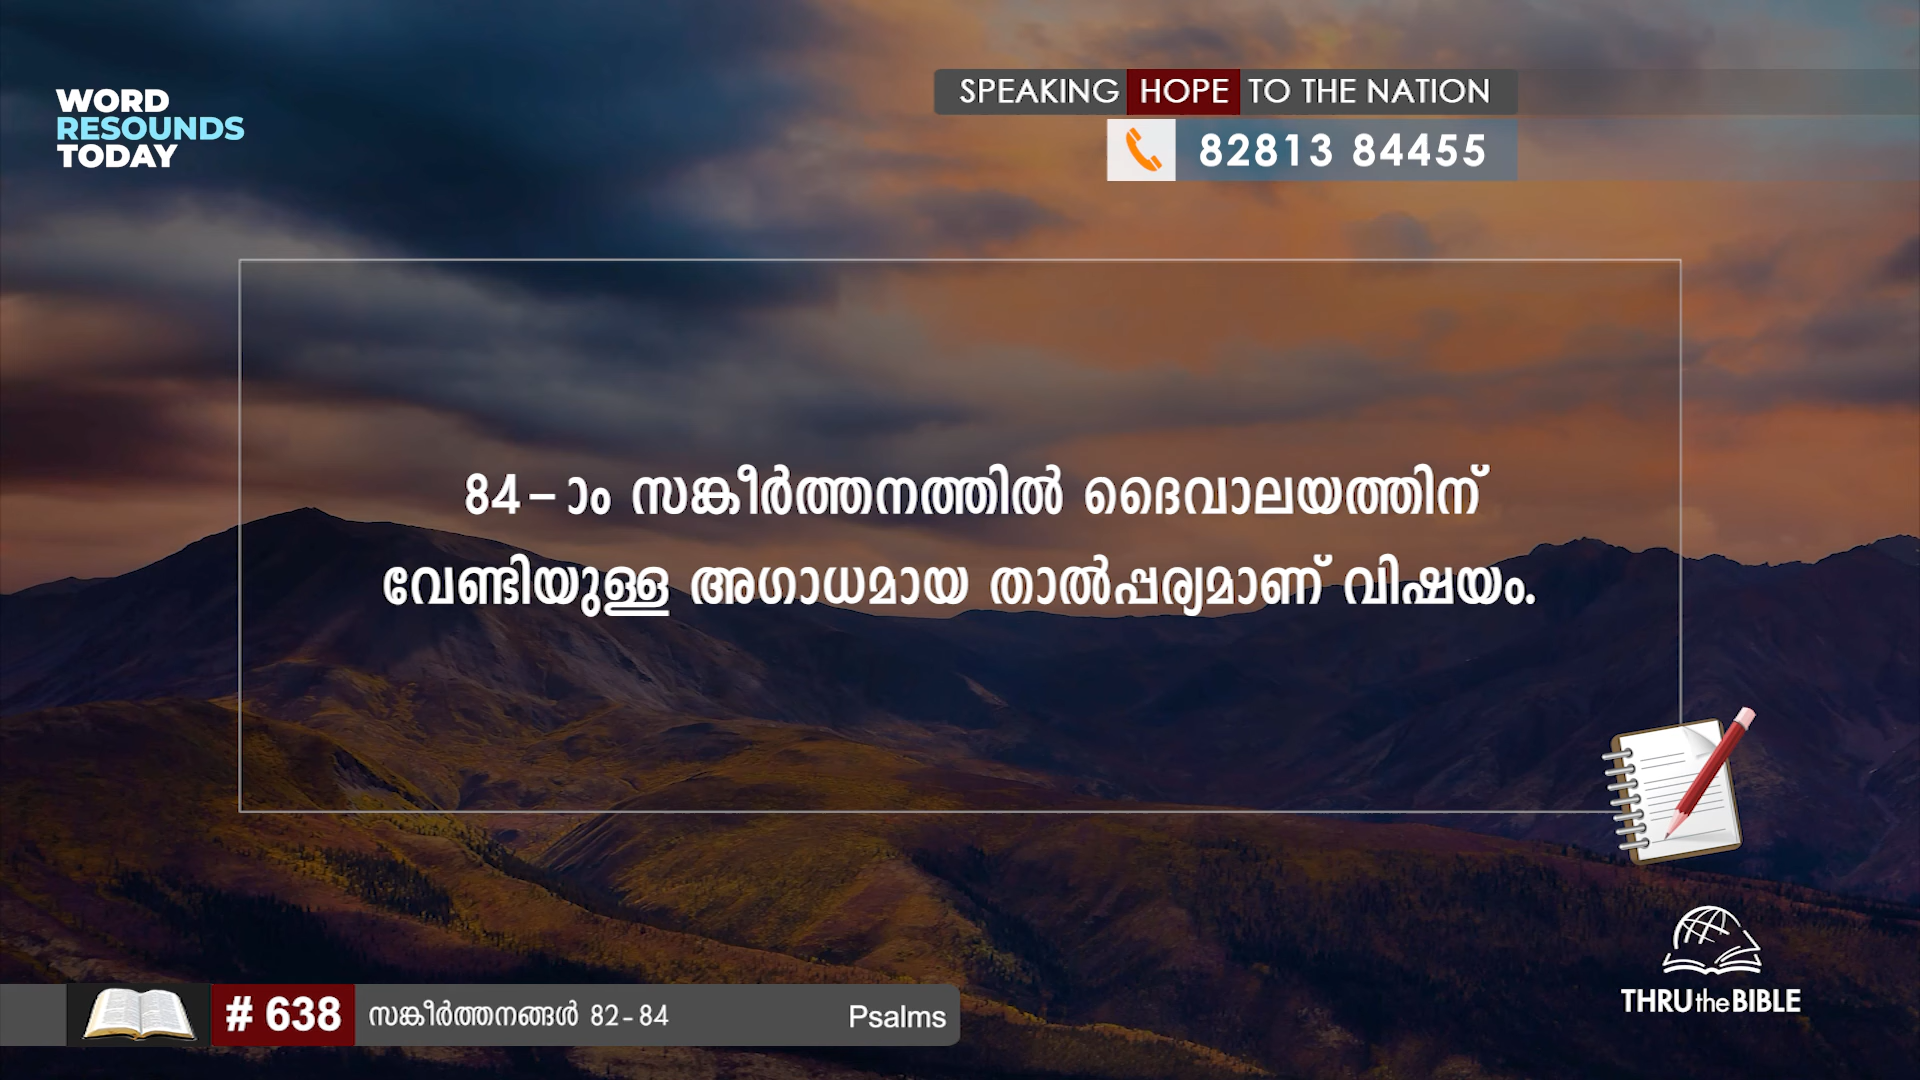 WORD
RESOUNDS
TODAY
SPEAKING HOPE TO THE NATION
82813 84455
84-ാം സങ്കീർത്തനത്തിൽ ദൈവാലയത്തിന്
വേണ്ടിയുള്ള അഗാധമായ താൽപ്പര്യമാണ് വിഷയം.
# 638 സങ്കീർത്തനങ്ങൾ 82-84 Psalms
THRU the BIBLE